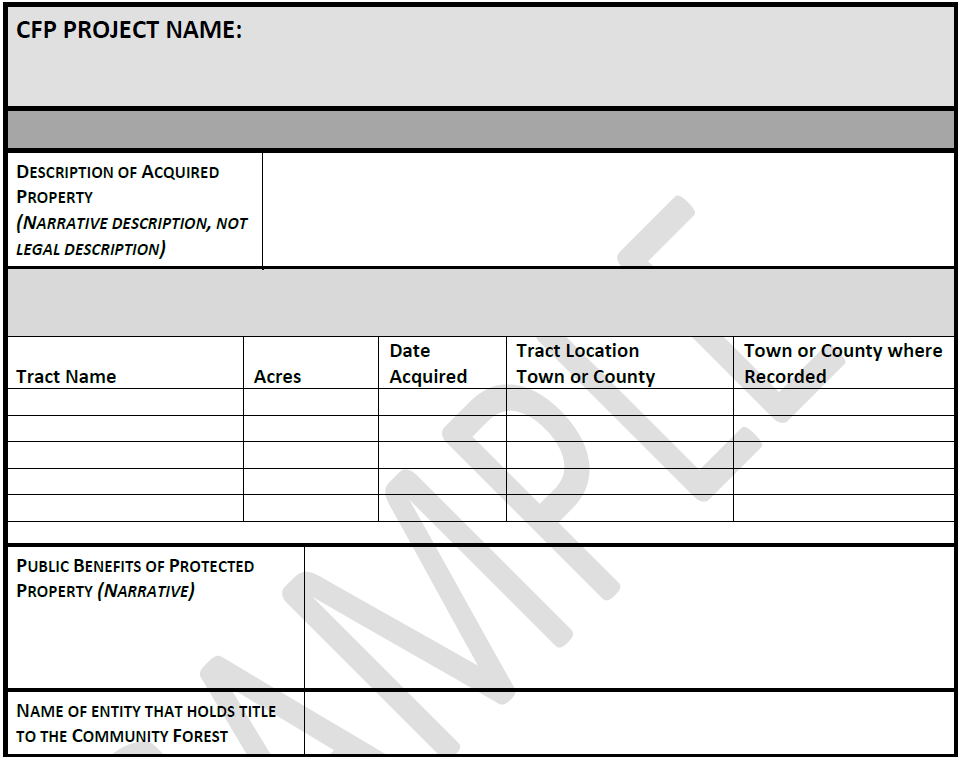 CFP PROJECT NAME:
DESCRIPTION OF ACQUIRED
PROPERTY
(NARRATIVE DESCRIPTION, NOT
LEGAL DESCRIPTION)
Tract Name
Acres
Date
Acquired
Tract Location
Town or County
Town or County where
Recorded
PUBLIC BENEFITS OF PROTECTED
PROPERTY (NARRATIVE)
NAME OF ENTITY THAT HOLDS TITLE
TO THE COMMUNITY FOREST
SAMPLE